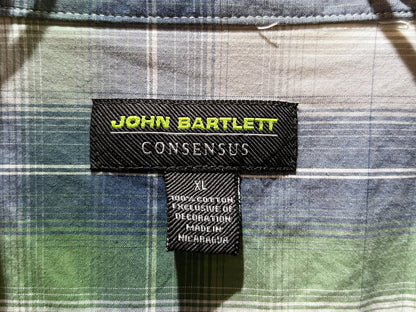 JOHN BARTLETT
CONSENSUS
XL
100% COTTON
EXCLUSIVE OF
DECORATION
MADE IN
NICARAGUA